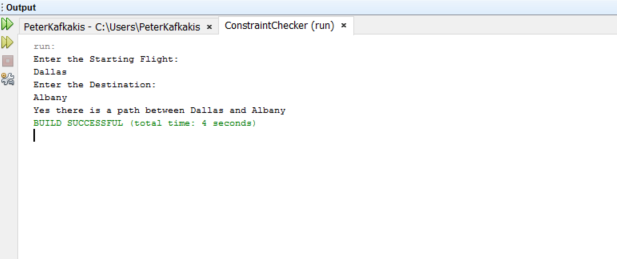 Output
PeterKafkakis - C:\Users\PeterKafkakis × ConstraintChecker (run) ×
run:
Enter the Starting Flight:
Dallas
Enter the Destination:
Albany
Yes there is a path between Dallas and Albany
BUILD SUCCESSFUL (total time: 4 seconds)